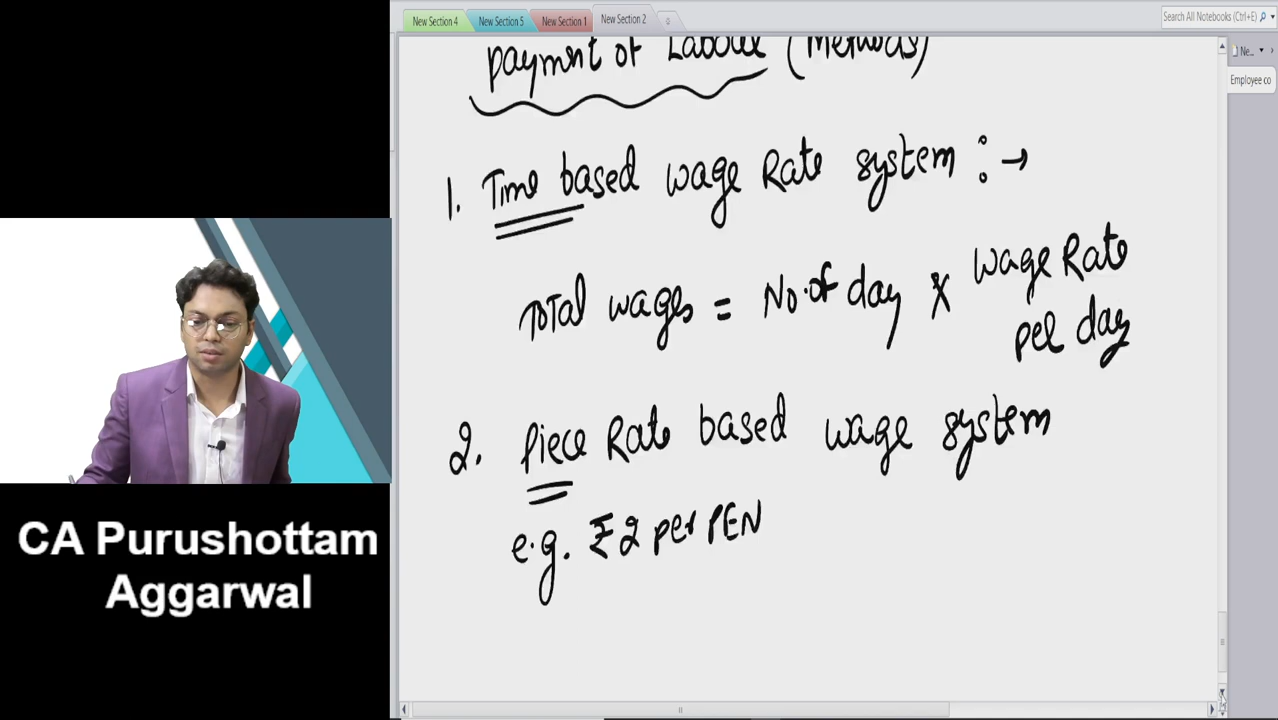 New Section 4 New Section 5 New Section 1 New Section 2
Search All Notebooks (Ctrl+E)
Ne...
Employee co
payment of Labour (Methods)
1. Time based wage Rate system :→
Total wages = No. of day × wage Rate
per day
2. Piece Rate based wage system
e.g. ₹2 per PEN
CA Purushottam
Aggarwal